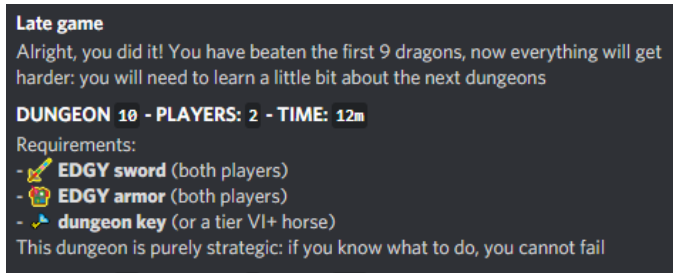 Late game
Alright, you did it! You have beaten the first 9 dragons, now everything will get
harder: you will need to learn a little bit about the next dungeons
DUNGEON 10 - PLAYERS: 2 - TIME: 12m
Requirements:
- EDGY sword (both players)
- EDGY armor (both players)
- dungeon key (or a tier VI+ horse)
This dungeon is purely strategic: if you know what to do, you cannot fail